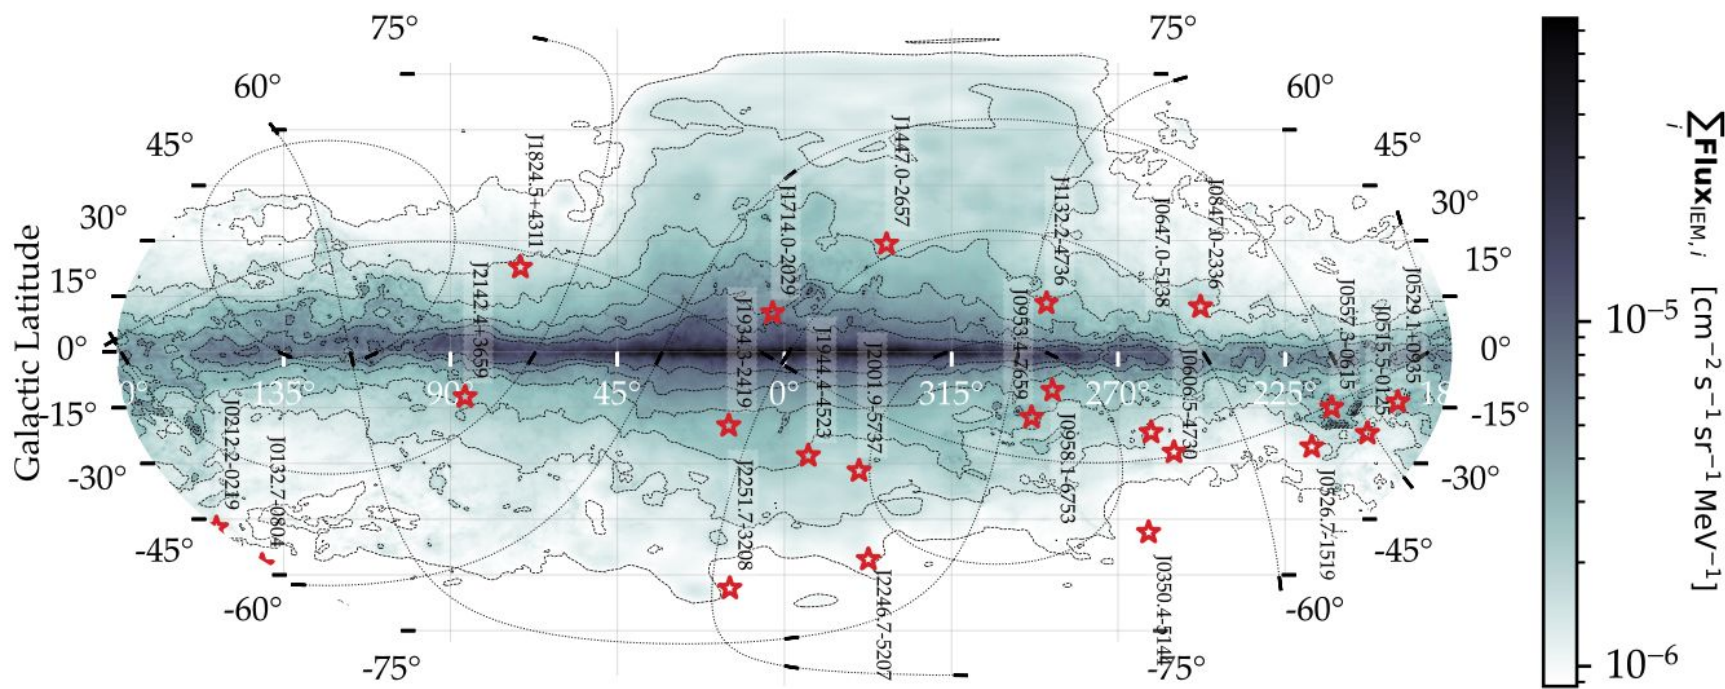 75° 75°
60° 60°
45° 45°
30° 30°
15° 15°
0° 0°
-15° -15°
-30° -30°
-45° -45°
-60° -60°
-75° -75°
Galactic Latitude
0° 135 90° 45° 0° 315° 270° 225° 18
J1824.5+4311
J2142.4+3659
J1447.0-2657
J1714.0-2029
J1132.2-4736
J0647.0-5138
J0847.0-2336
J1934.3-2419
J1944.4-4523
J2001.9-5737
J0953.4-7659
J0958.1-6753
J0606.5-4730
J0557.3-0615
J0515.5-0125
J0529.1+0935
J0526.7-1519
J0212.2-0219
J0132.7-0804
J2251.7-3208
J2246.7-5207
J0350.4-5144
10⁻⁵
10⁻⁶
∑ᵢ Flux_IEM, i [cm⁻² s⁻¹ sr⁻¹ MeV⁻¹]